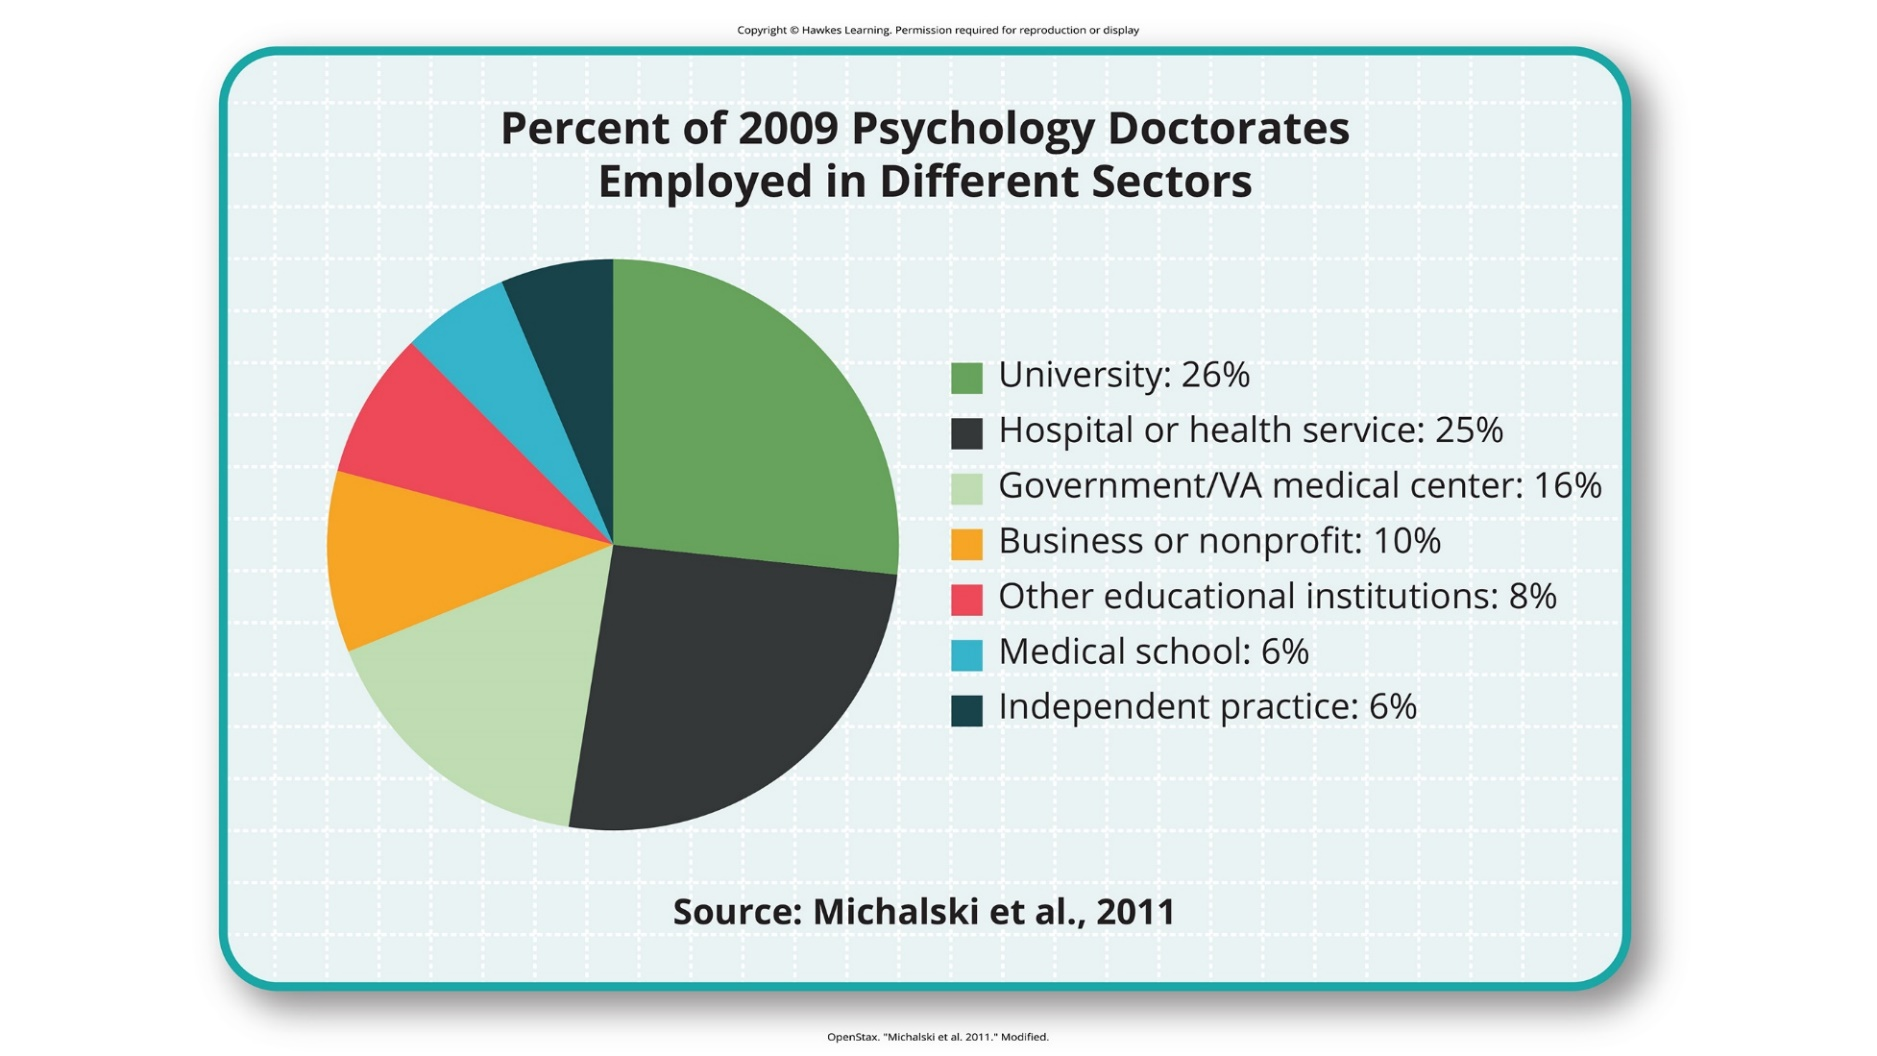 Copyright © Hawkes Learning. Permission required for reproduction or display
Percent of 2009 Psychology Doctorates
Employed in Different Sectors
University: 26%
Hospital or health service: 25%
Government/VA medical center: 16%
Business or nonprofit: 10%
Other educational institutions: 8%
Medical school: 6%
Independent practice: 6%
Source: Michalski et al., 2011
OpenStax. "Michalski et al. 2011." Modified.